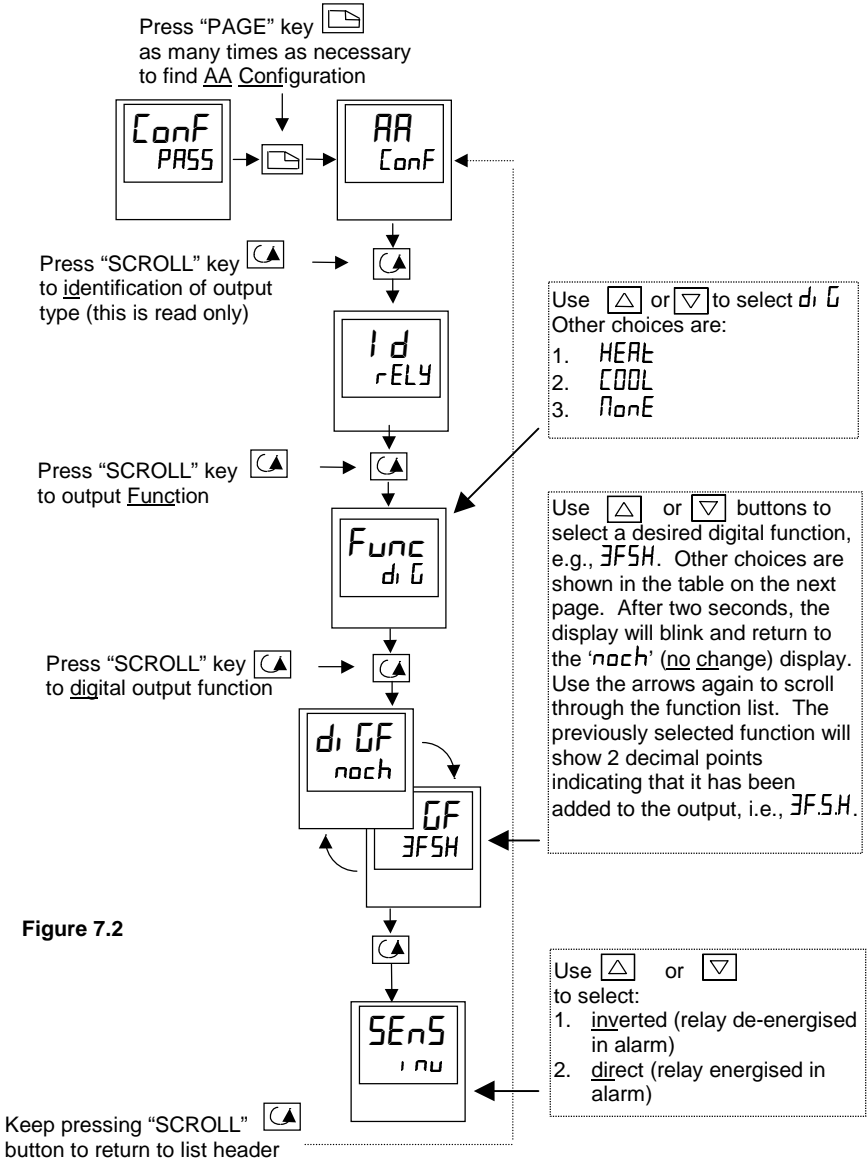 Press “PAGE” key
as many times as necessary
to find AA Configuration
ConF
PASS
AA
ConF
Press “SCROLL” key
to identification of output
type (this is read only)
Id
rELY
Use or to select diG
Other choices are:
1. HEAt
2. COOL
3. NonE
Press “SCROLL” key
to output Function
Func
diG
Use or buttons to
select a desired digital function,
e.g., 3FSH. Other choices are
shown in the table on the next
page. After two seconds, the
display will blink and return to
the ‘noch’ (no change) display.
Use the arrows again to scroll
through the function list. The
previously selected function will
show 2 decimal points
indicating that it has been
added to the output, i.e., 3F.S.H.
Press “SCROLL” key
to digital output function
diGF
noch
GF
3FSH
Figure 7.2
SEnS
inv
Use or
to select:
1. inverted (relay de-energised
in alarm)
2. direct (relay energised in
alarm)
Keep pressing “SCROLL”
button to return to list header